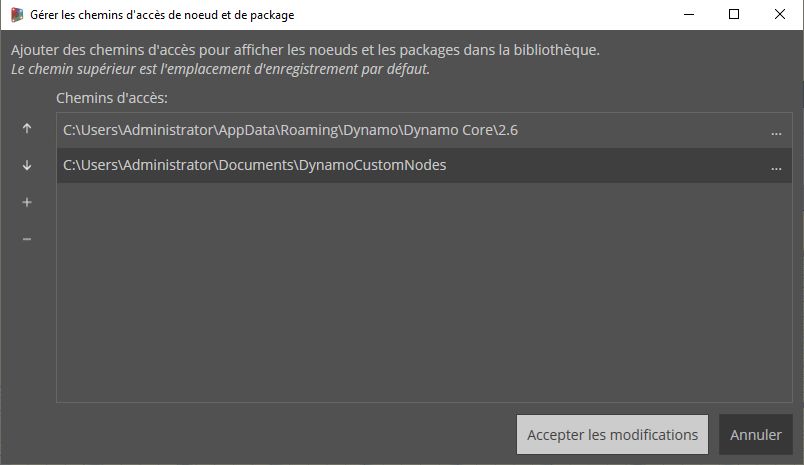 Gérer les chemins d'accès de noeud et de package
Ajouter des chemins d'accès pour afficher les noeuds et les packages dans la bibliothèque.
Le chemin supérieur est l'emplacement d'enregistrement par défaut.
Chemins d'accès:
C:\Users\Administrator\AppData\Roaming\Dynamo\Dynamo Core\2.6
...
C:\Users\Administrator\Documents\DynamoCustomNodes
...
Accepter les modifications
Annuler